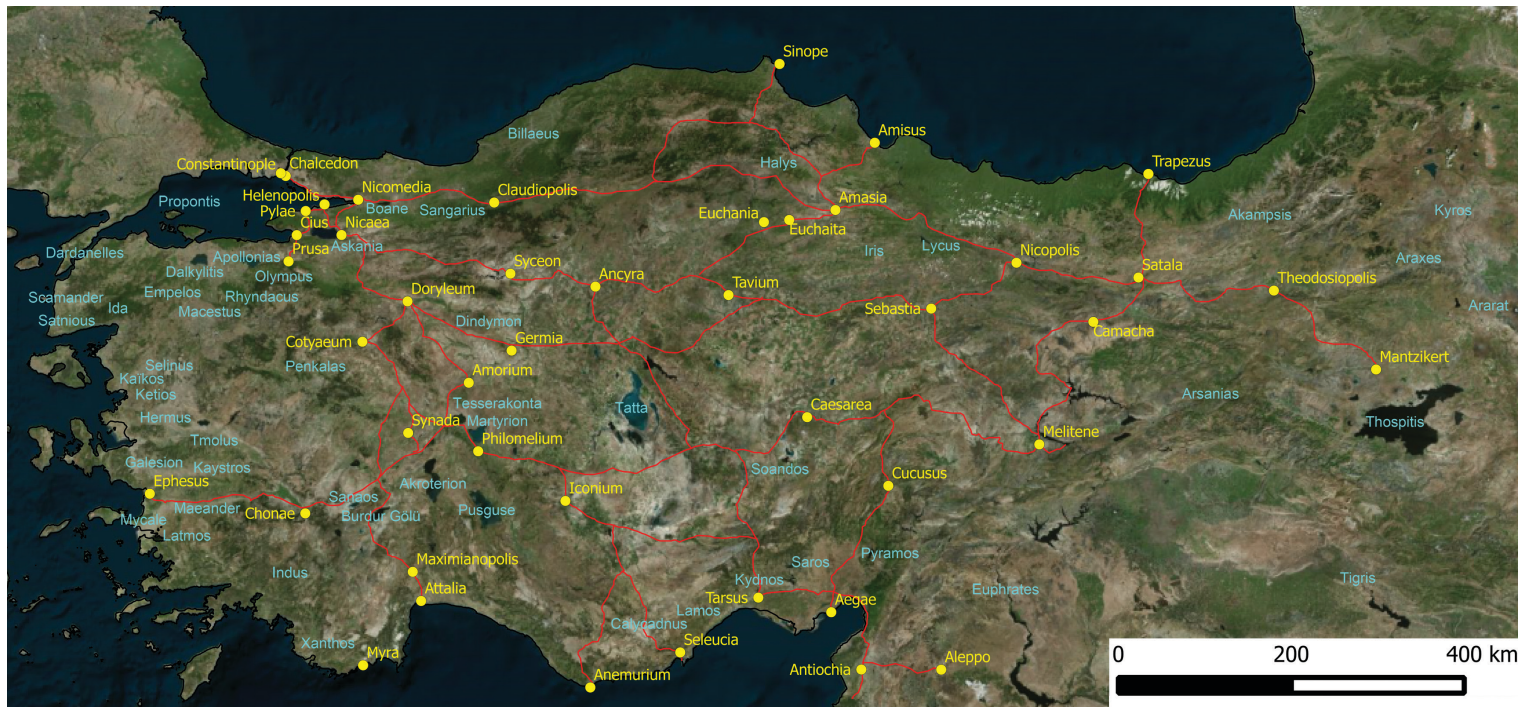 Sinope
Billaeus
Amisus
Halys
Constantinople
Chalcedon
Trapezus
Helenopolis
Nicomedia
Propontis
Pylae
Boane
Sangarius
Claudiopolis
Amasia
Akampsis
Kyros
Cius
Nicaea
Euchania
Euchaita
Askania
Prusa
Dardanelles
Apollonias
Iris
Lycus
Nicopolis
Araxes
Dalkylitis
Olympus
Syceon
Ancyra
Satala
Theodosiopolis
Scamander
Ida
Empelos
Rhyndacus
Doryleum
Tavium
Sebastia
Ararat
Satnious
Macestus
Dindymon
Camacha
Cotyaeum
Germia
Mantzikert
Selinus
Penkalas
Kaïkos
Amorium
Ketios
Arsanias
Hermus
Tesserakonta
Martyrion
Tatta
Caesarea
Thospitis
Synada
Tmolus
Philomelium
Melitene
Galesion
Kaystros
Soandos
Ephesus
Akroterion
Cucusus
Sanaos
Iconium
Maeander
Chonae
Burdur Gölü
Pusguse
Mycale
Latmos
Pyramos
Maximianopolis
Saros
Indus
Kydnos
Tigris
Attalia
Tarsus
Euphrates
Lamos
Aegae
Calycadnus
Xanthos
Seleucia
Myra
Anemurium
Antiochia
Aleppo
0 200 400 km